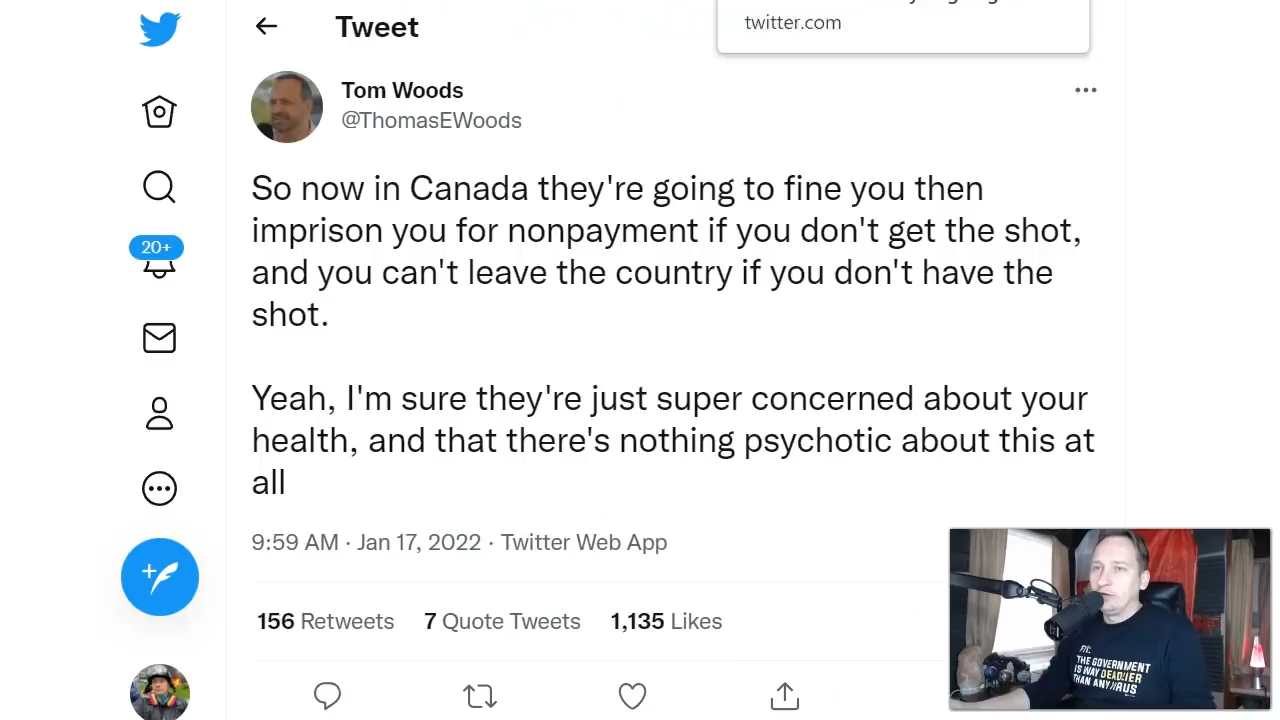 twitter.com
Tweet
Tom Woods
@ThomasEWoods
So now in Canada they're going to fine you then
imprison you for nonpayment if you don't get the shot,
and you can't leave the country if you don't have the
shot.
Yeah, I'm sure they're just super concerned about your
health, and that there's nothing psychotic about this at
all
9:59 AM · Jan 17, 2022 · Twitter Web App
156 Retweets 7 Quote Tweets 1,135 Likes
20+
THE GOVERNMENT
IS WAY DEADLIER
THAN ANY